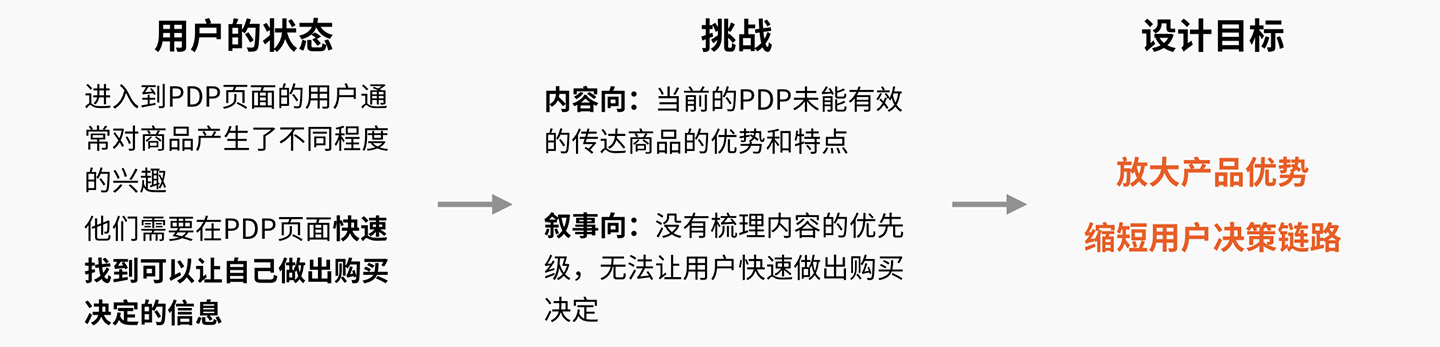 用户的状态
进入到PDP页面的用户通
常对商品产生了不同程度
的兴趣
他们需要在PDP页面快速
找到可以让自己做出购买
决定的信息
挑战
内容向：当前的PDP未能有效
的传达商品的优势和特点
叙事向：没有梳理内容的优先
级，无法让用户快速做出购买
决定
设计目标
放大产品优势
缩短用户决策链路